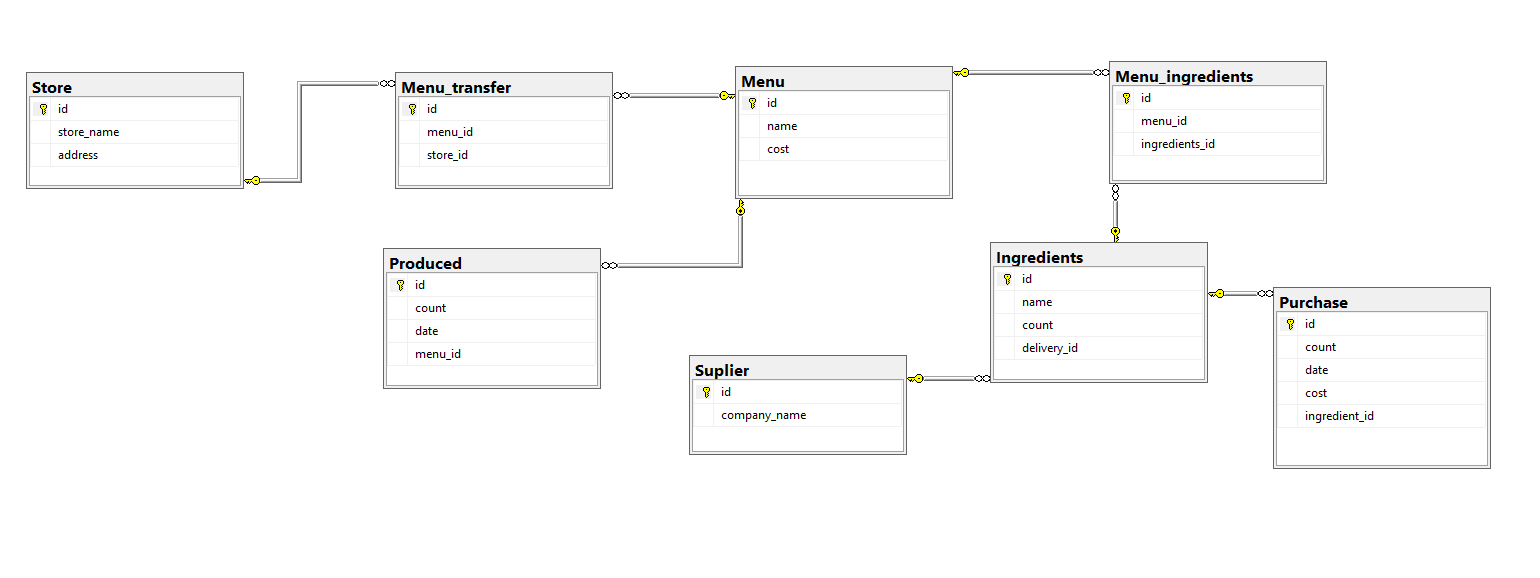 Store
id
store_name
address
Menu_transfer
id
menu_id
store_id
Menu
id
name
cost
Menu_ingredients
id
menu_id
ingredients_id
Produced
id
count
date
menu_id
Ingredients
id
name
count
delivery_id
Purchase
id
count
date
cost
ingredient_id
Suplier
id
company_name